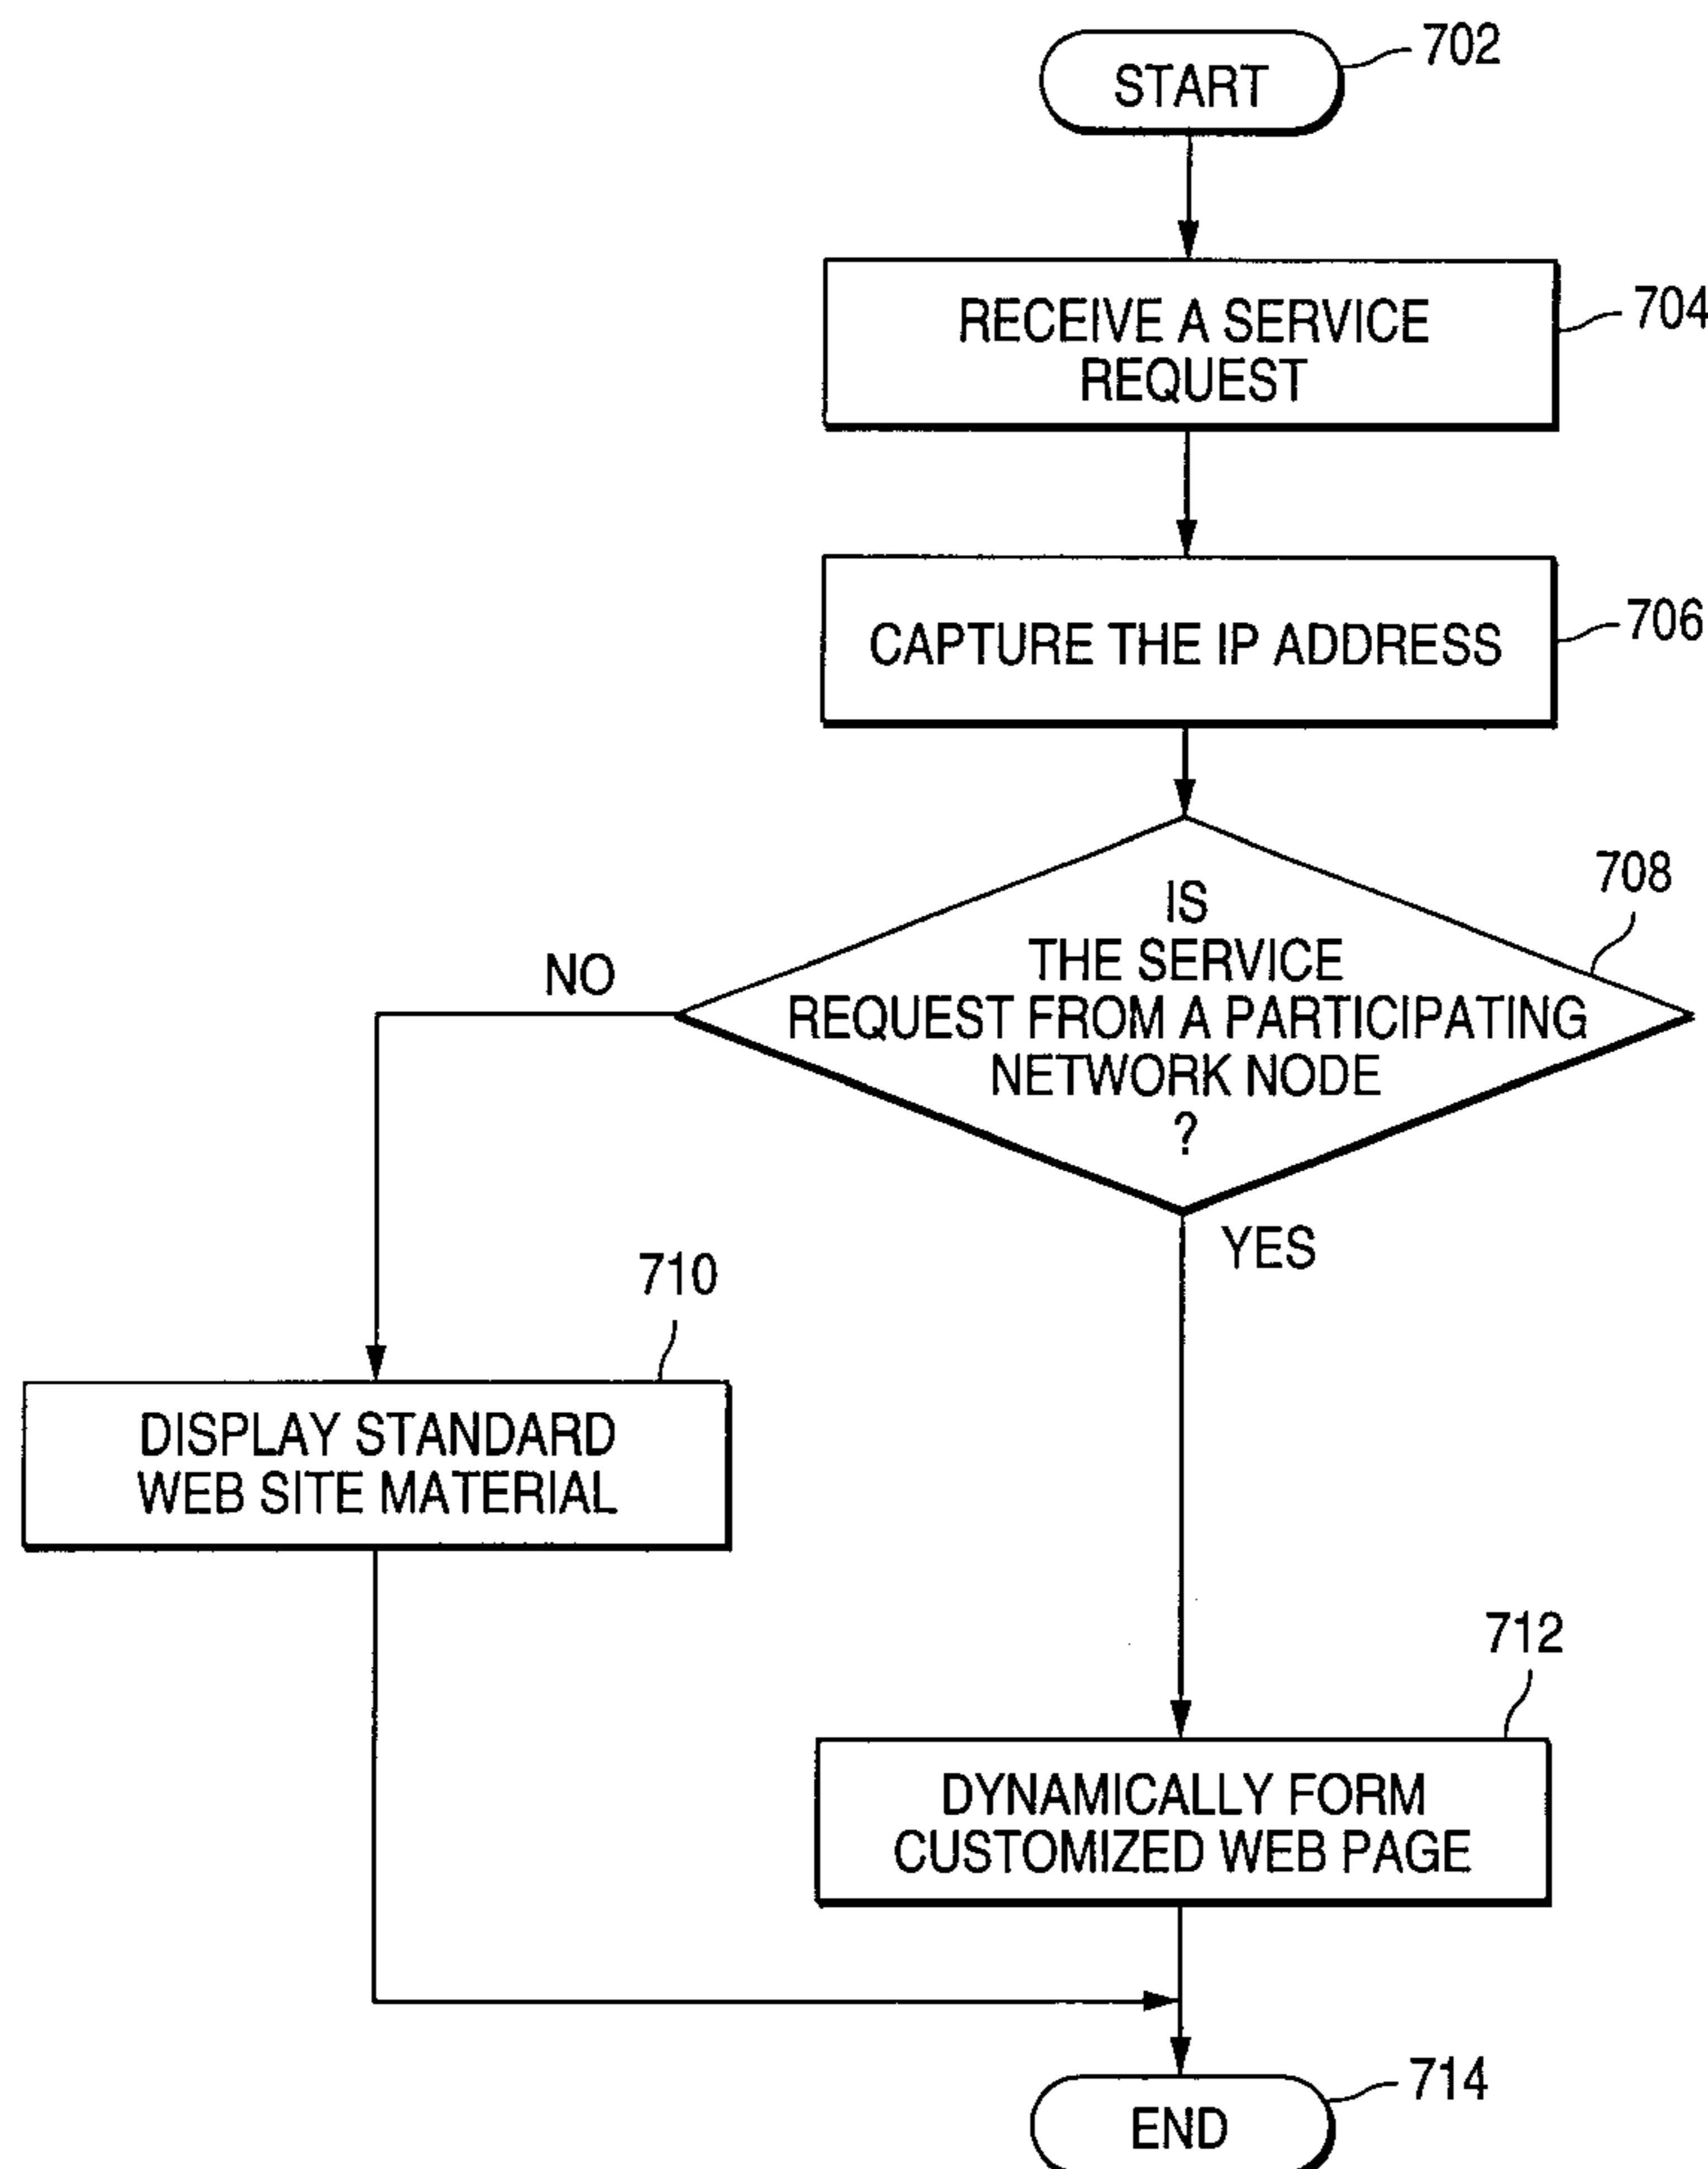 START
702
RECEIVE A SERVICE
REQUEST
704
CAPTURE THE IP ADDRESS
706
708
IS
THE SERVICE
REQUEST FROM A PARTICIPATING
NETWORK NODE
?
NO
YES
710
DISPLAY STANDARD
WEB SITE MATERIAL
712
DYNAMICALLY FORM
CUSTOMIZED WEB PAGE
END
714